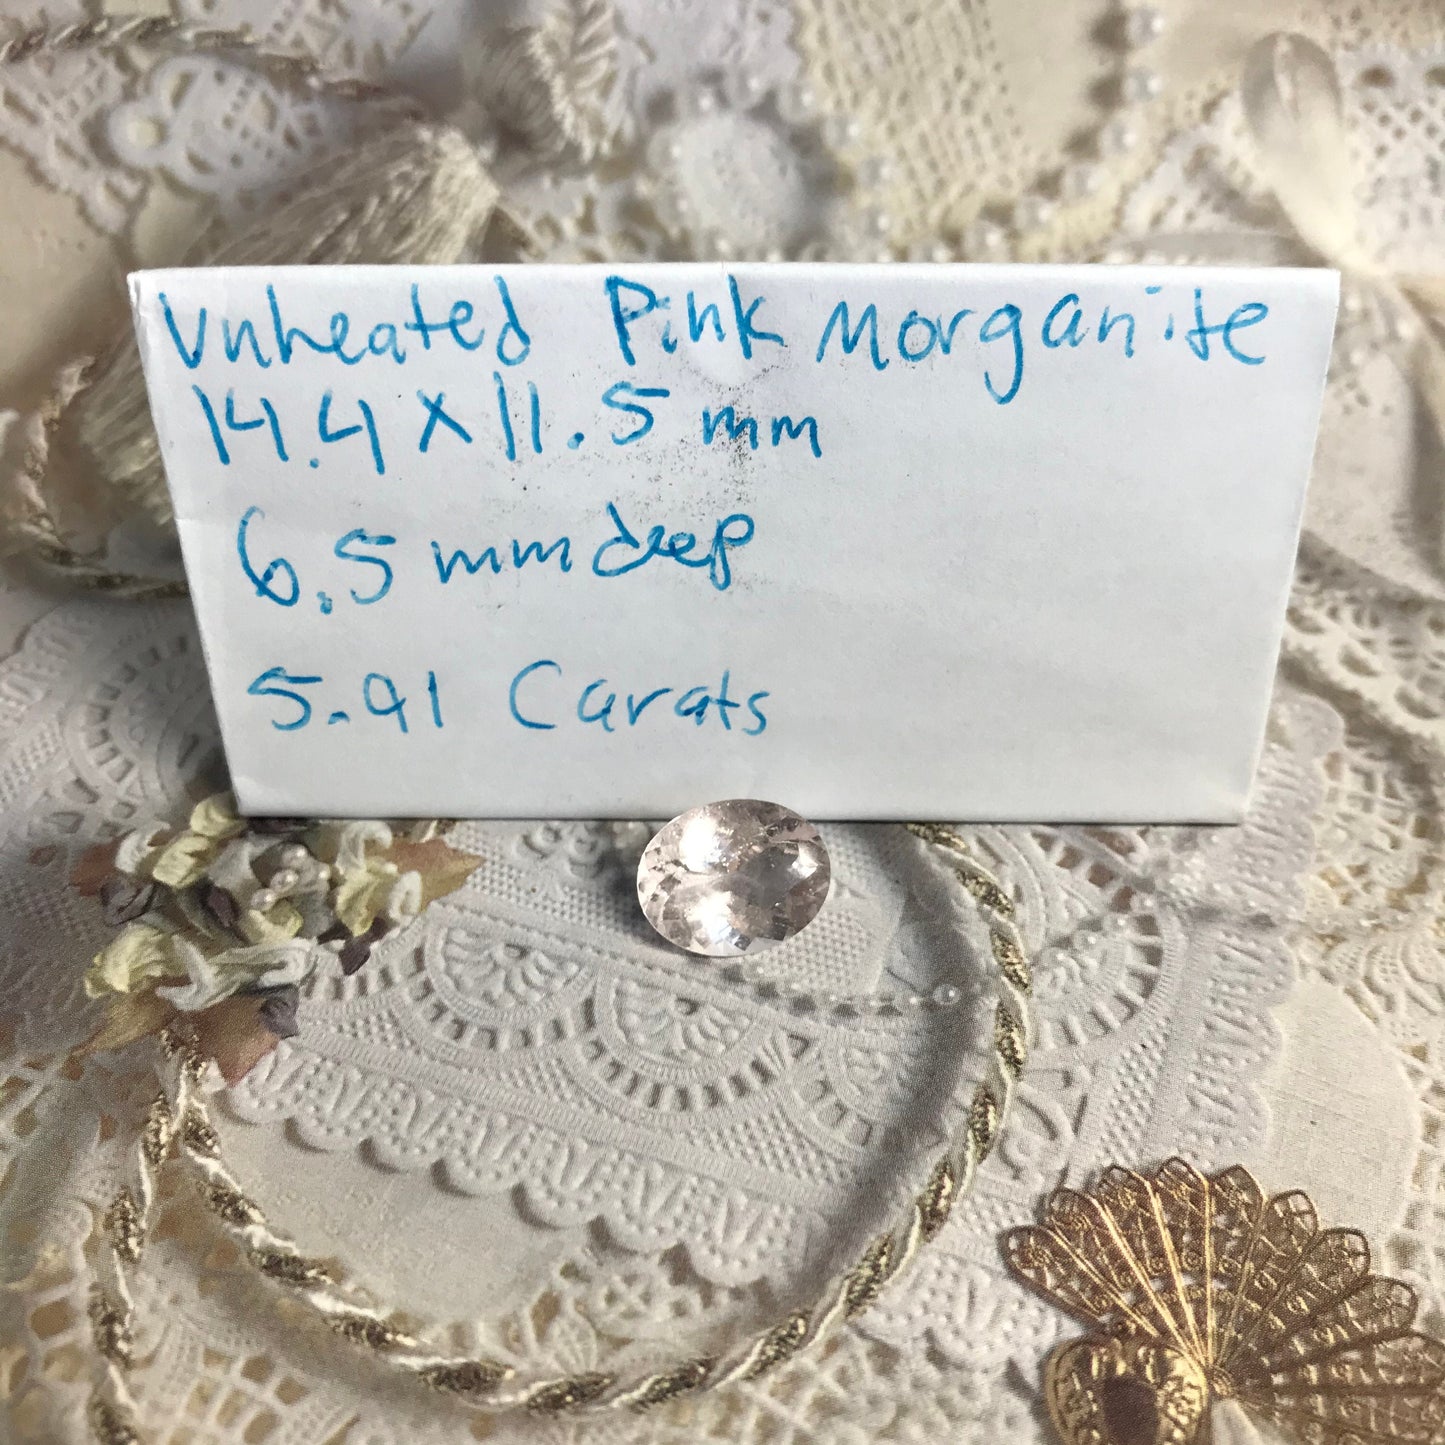 Unheated Pink Morganite
14.4 x 11.5 mm
6.5 mm deep
5.91 Carats